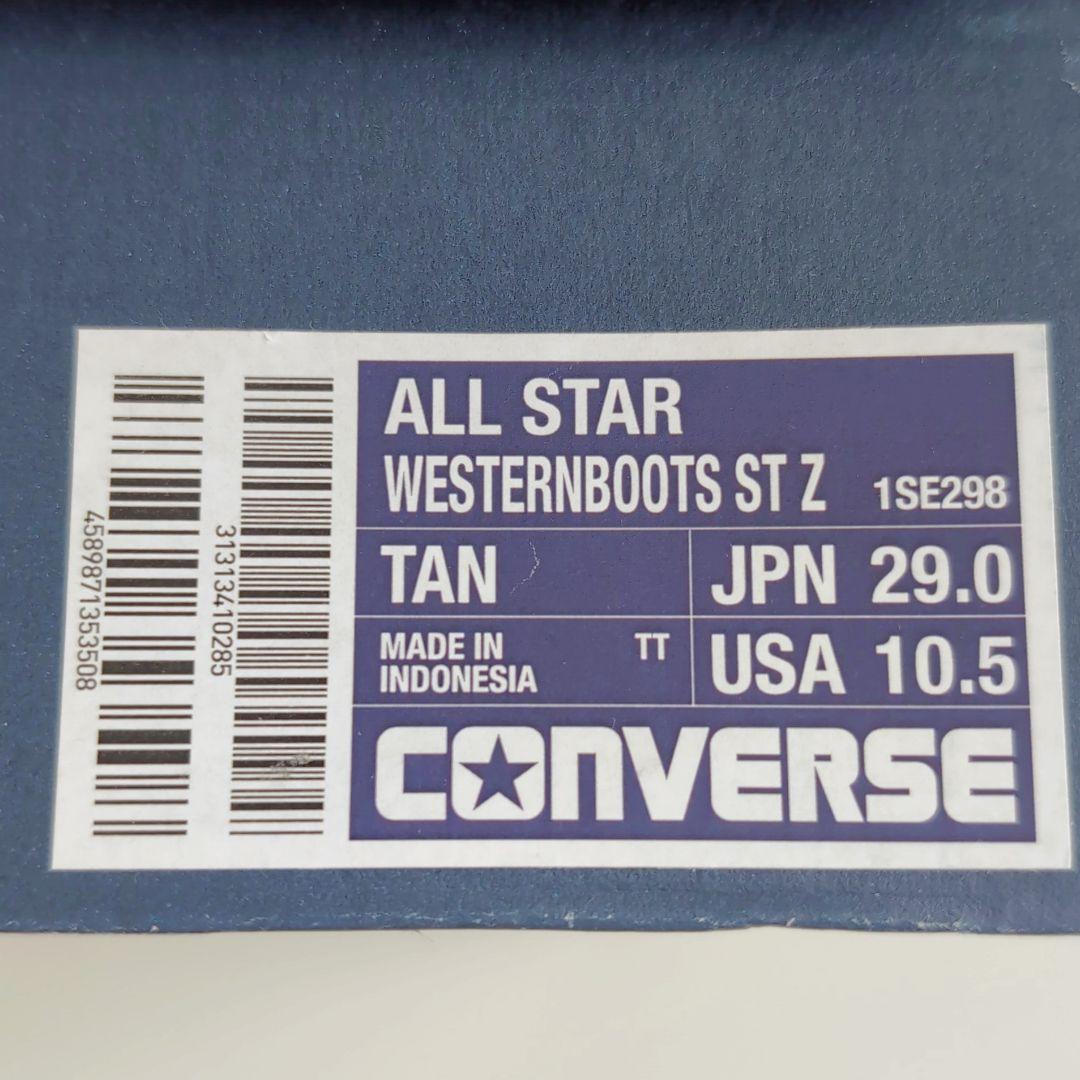 ALL STAR
WESTERNBOOTS ST Z 1SE298
TAN
JPN 29.0
MADE IN
INDONESIA
TT
USA 10.5
CONVERSE
4589871353508
31313410285